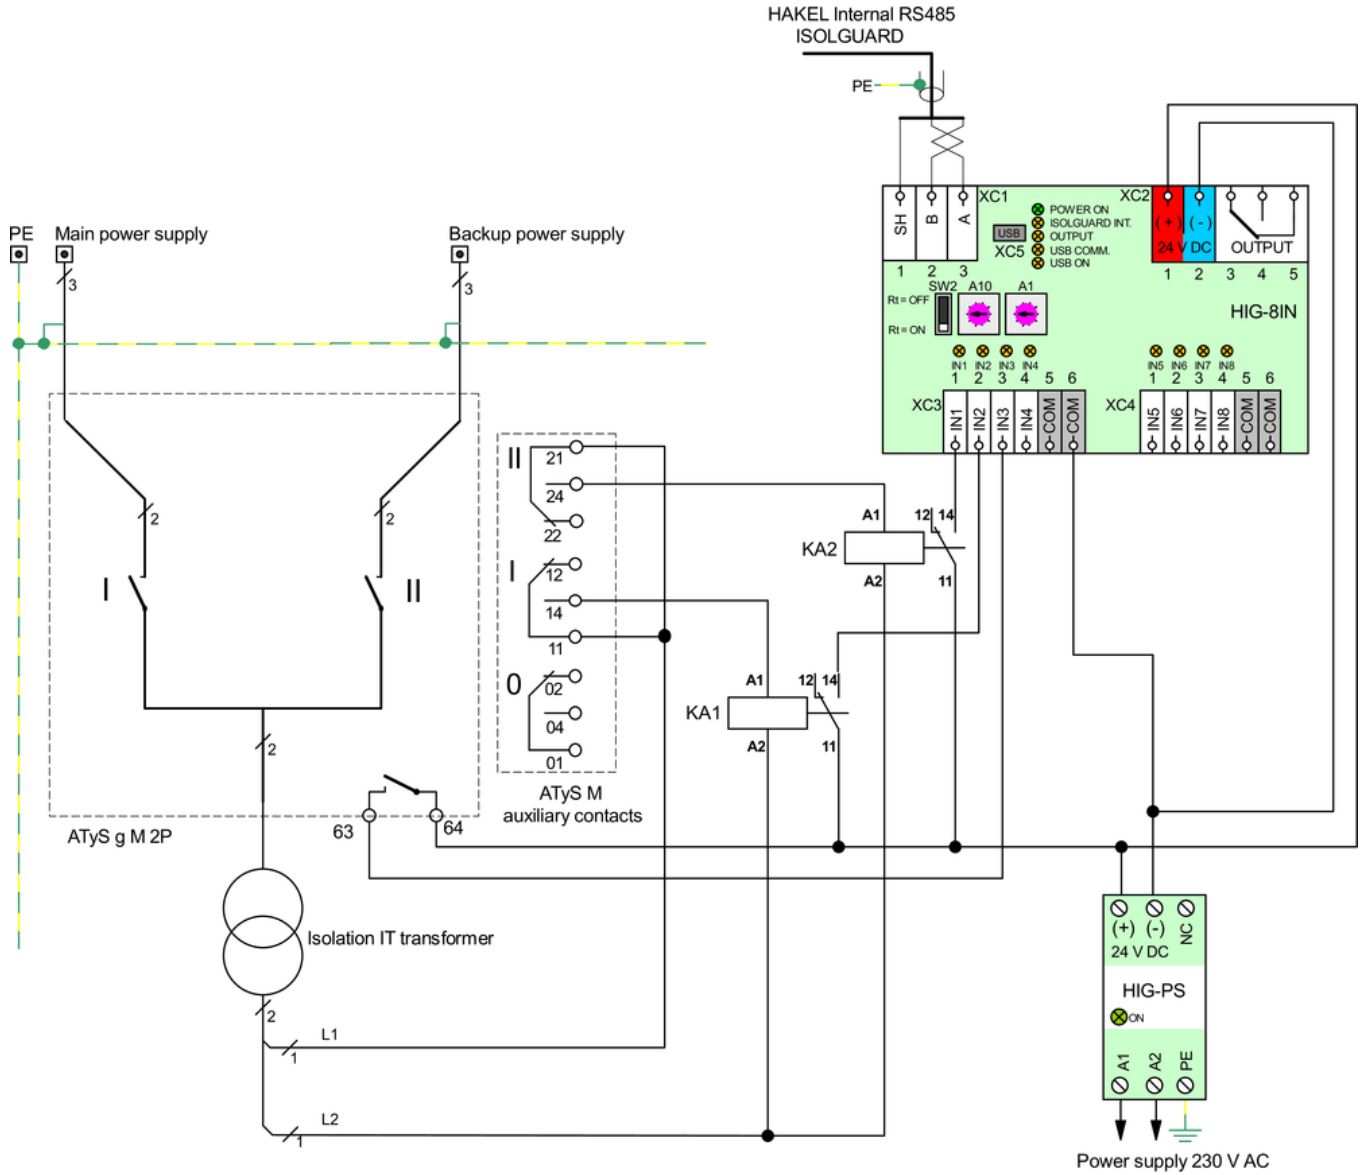 HAKEL Internal RS485
ISOLGUARD
PE
PE
Main power supply
Backup power supply
3
3
XC1
SH
B
A
1
2
3
USB
XC5
POWER ON
ISOLGUARD INT.
OUTPUT
USB COMM.
USB ON
XC2
(+)
(-)
24 V DC
OUTPUT
1
2
3
4
5
SW2
A10
A1
Rt = OFF
Rt = ON
HIG-8IN
IN1
IN2
IN3
IN4
IN5
IN6
IN7
IN8
1
2
3
4
5
6
1
2
3
4
5
6
XC3
IN1
IN2
IN3
IN4
COM
COM
XC4
IN5
IN6
IN7
IN8
COM
COM
2
2
I
II
2
II
21
24
22
I
12
14
11
0
02
04
01
ATyS M
auxiliary contacts
A1
12
14
KA2
A2
11
A1
12
14
KA1
A2
11
63
64
ATyS g M 2P
Isolation IT transformer
2
L1
1
L2
1
(+)
(-)
NC
24 V DC
HIG-PS
ON
A1
A2
PE
Power supply 230 V AC